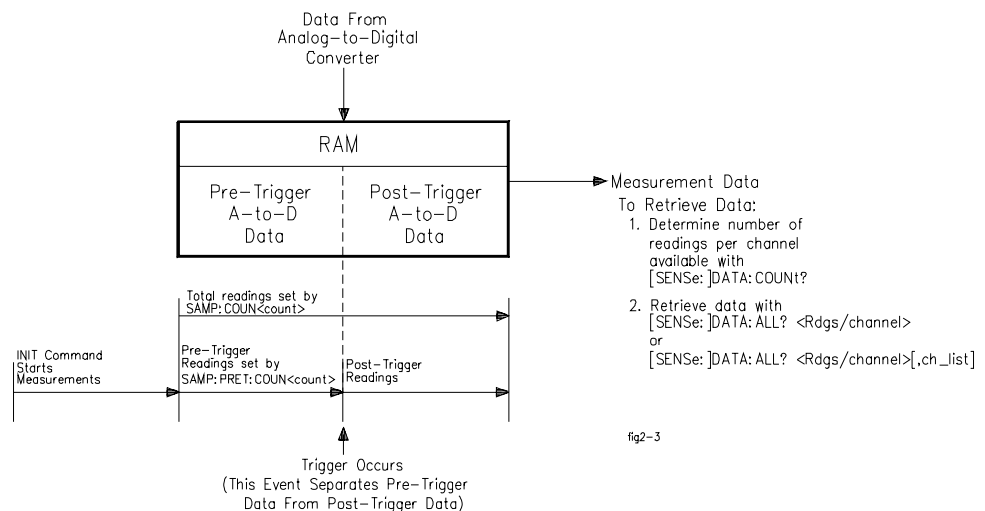 Data From
Analog-to-Digital
Converter
RAM
Pre-Trigger
A-to-D
Data
Post-Trigger
A-to-D
Data
Measurement Data
To Retrieve Data:
1. Determine number of
readings per channel
available with
[SENSe:]DATA:COUNt?
2. Retrieve data with
[SENSe:]DATA:ALL? <Rdgs/channel>
or
[SENSe:]DATA:ALL? <Rdgs/channel>[,ch_list]
Total readings set by
SAMP:COUN<count>
INIT Command
Starts
Measurements
Pre-Trigger
Readings set by
SAMP:PRET:COUN<count>
Post-Trigger
Readings
fig2-3
Trigger Occurs
(This Event Separates Pre-Trigger
Data From Post-Trigger Data)